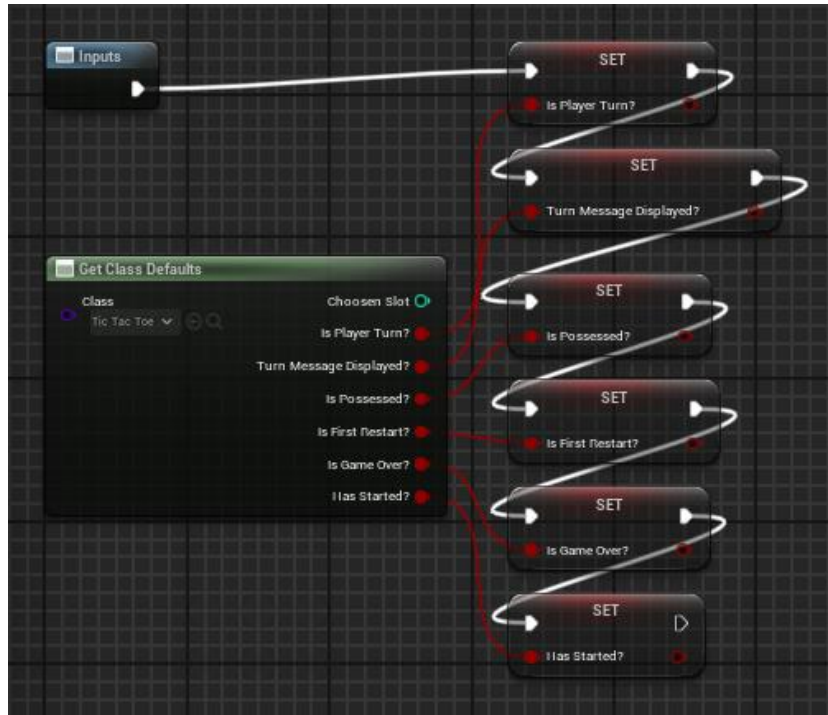 Inputs
SET
Is Player Turn?
SET
Turn Message Displayed?
Get Class Defaults
Class
Tic Tac Toe
Choosen Slot
Is Player Turn?
Turn Message Displayed?
Is Possessed?
Is First Restart?
Is Game Over?
Has Started?
SET
Is Possessed?
SET
Is First Restart?
SET
Is Game Over?
SET
Has Started?